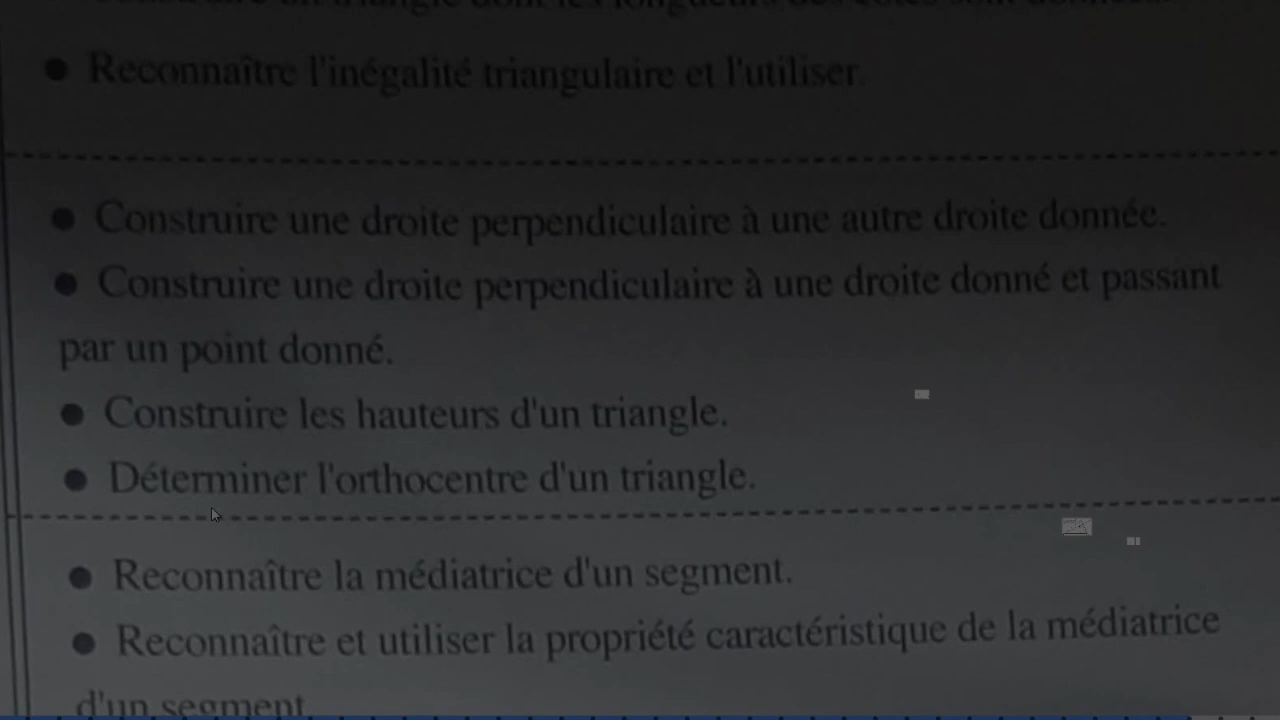 ● Reconnaître l'inégalité triangulaire et l'utiliser.
● Construire une droite perpendiculaire à une autre droite donnée.
● Construire une droite perpendiculaire à une droite donné et passant
par un point donné.
● Construire les hauteurs d'un triangle.
● Déterminer l'orthocentre d'un triangle.
● Reconnaître la médiatrice d'un segment.
● Reconnaître et utiliser la propriété caractéristique de la médiatrice
d'un segment